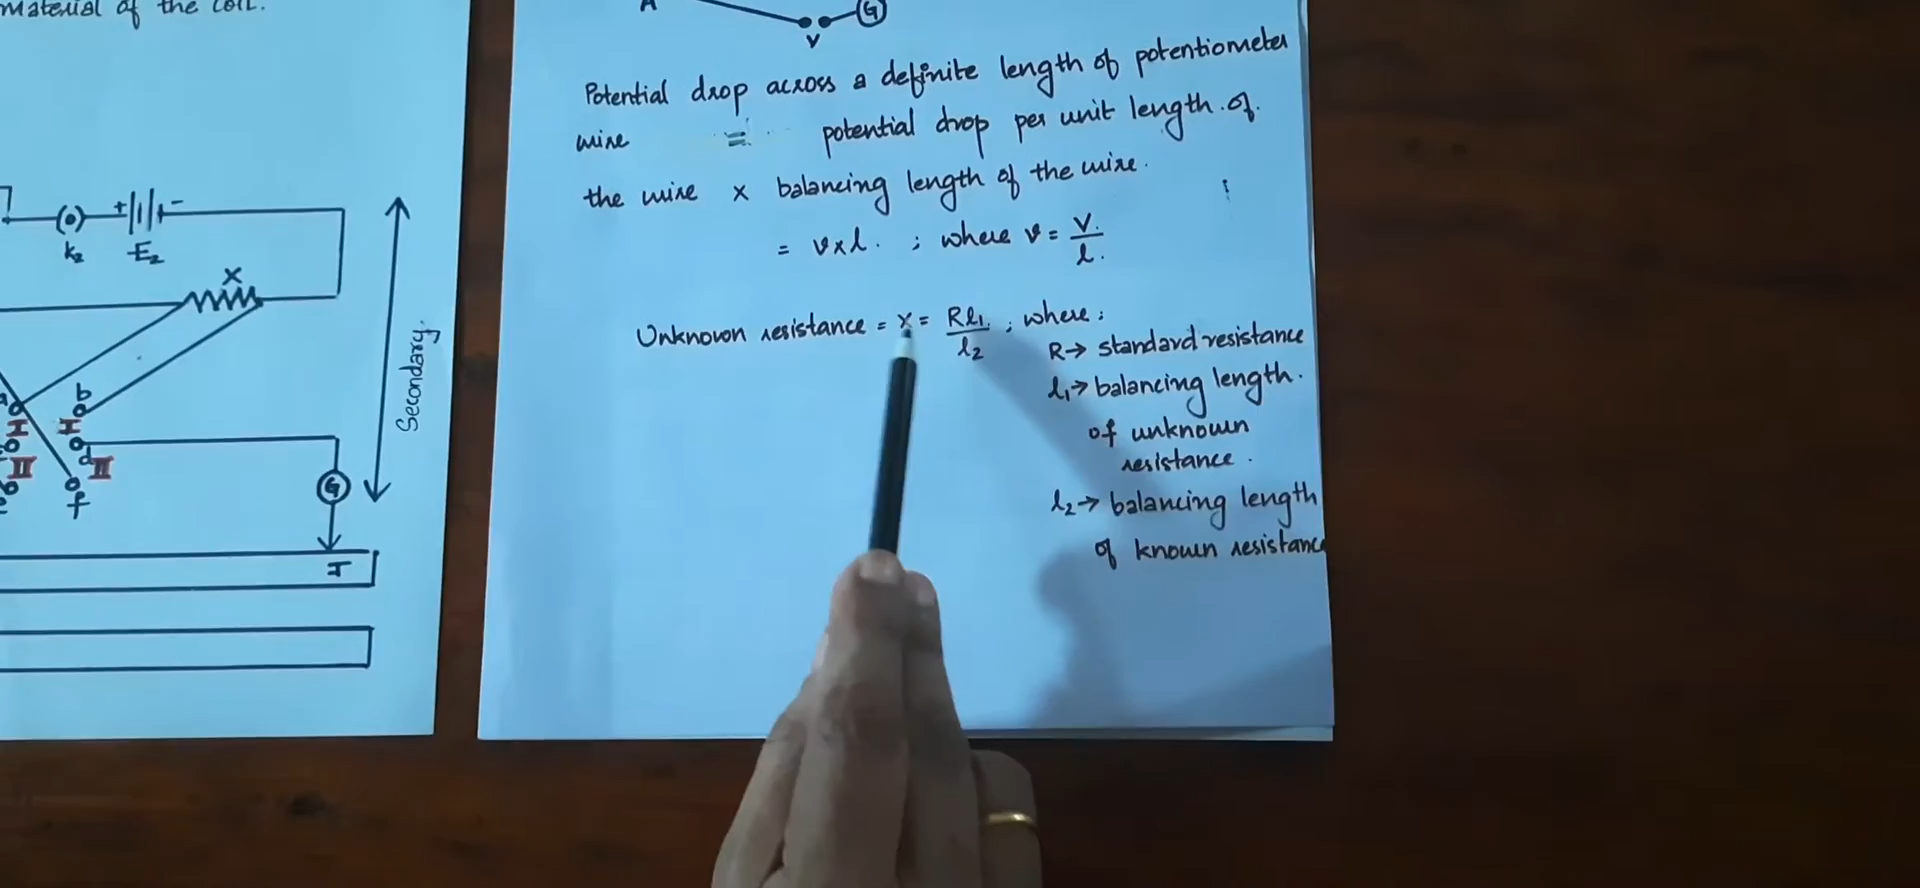 material of the coil.
K2
+ -
E2
X
a
b
I
I
d
II
II
f
G
J
Secondary.
A
V
G
Potential drop across a definite length of potentiometer
wire = potential drop per unit length of
the wire x balancing length of the wire.
= v x l. ; where v = V/l.
Unknown resistance = X = Rl1/l2 ; where ;
R → standard resistance
l1 → balancing length.
of unknown
resistance.
l2 → balancing length
of known resistance